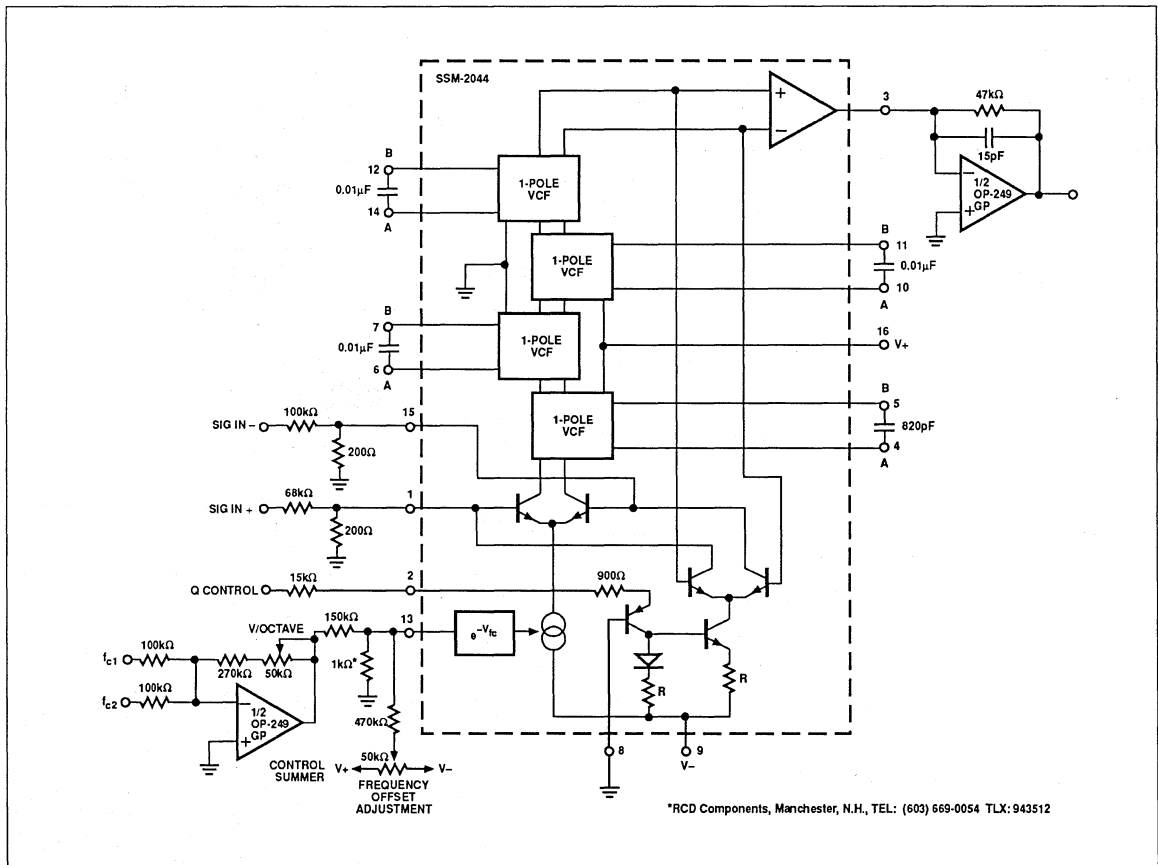 SSM-2044
3
47kΩ
15pF
1/2
OP-249
GP
B
12
0.01µF
14
A
1-POLE
VCF
1-POLE
VCF
B
11
0.01µF
10
A
B
7
0.01µF
6
A
1-POLE
VCF
16
V+
1-POLE
VCF
B
5
820pF
4
A
SIG IN –
100kΩ
15
200Ω
SIG IN +
68kΩ
1
200Ω
Q CONTROL
15kΩ
2
900Ω
V/OCTAVE
150kΩ
13
e-Vfc
fc1
100kΩ
270kΩ
50kΩ
1kΩ*
fc2
100kΩ
1/2
OP-249
GP
470kΩ
R
R
CONTROL
SUMMER
V+
50kΩ
V–
FREQUENCY
OFFSET
ADJUSTMENT
8
9
V–
*RCD Components, Manchester, N.H., TEL: (603) 669-0054 TLX: 943512